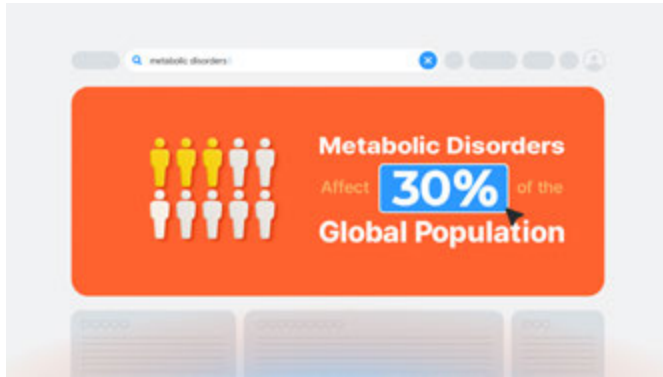 metabolic disorders
Metabolic Disorders
Affect 30% of the
Global Population